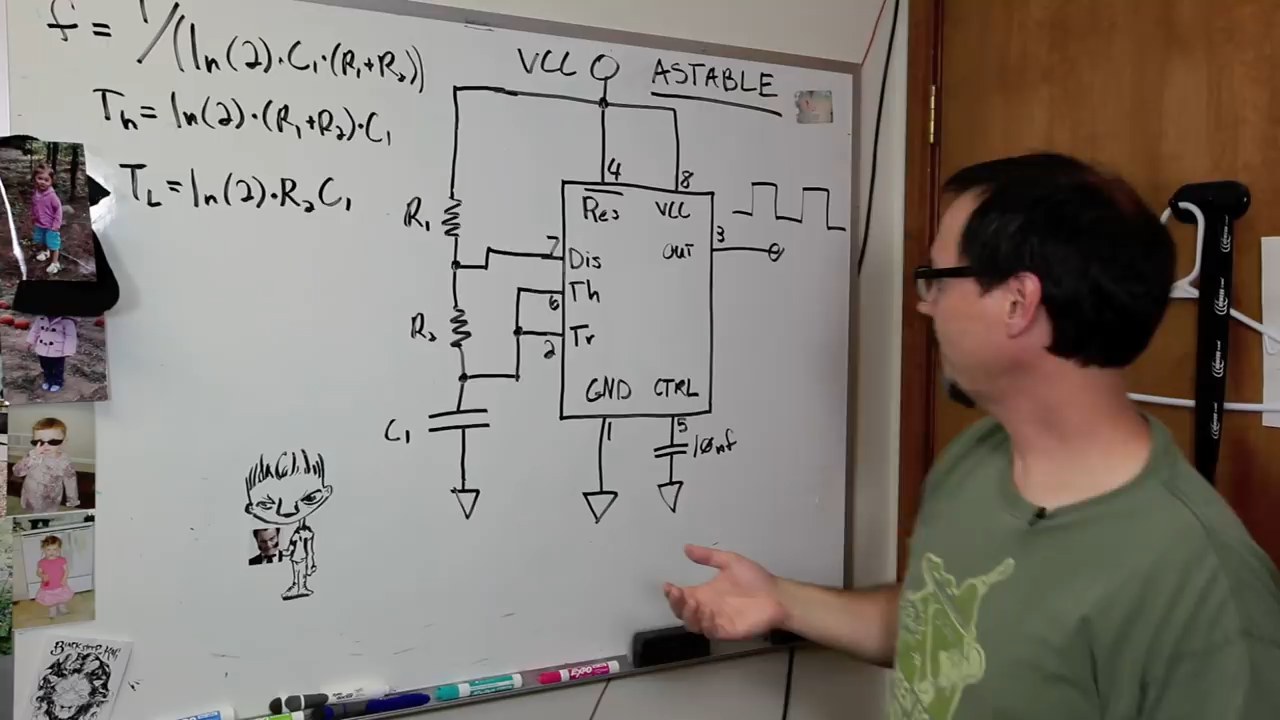 f = 1/(ln(2)·C₁·(R₁+R₂))
Th = ln(2)·(R₁+R₂)·C₁
TL = ln(2)·R₂C₁
VCC ASTABLE
4 8
Res VCC
R₁
7 Dis OUT 3
6 Th
R₂
2 Tr
GND CTRL
C₁
1 5
10nf
EXPO